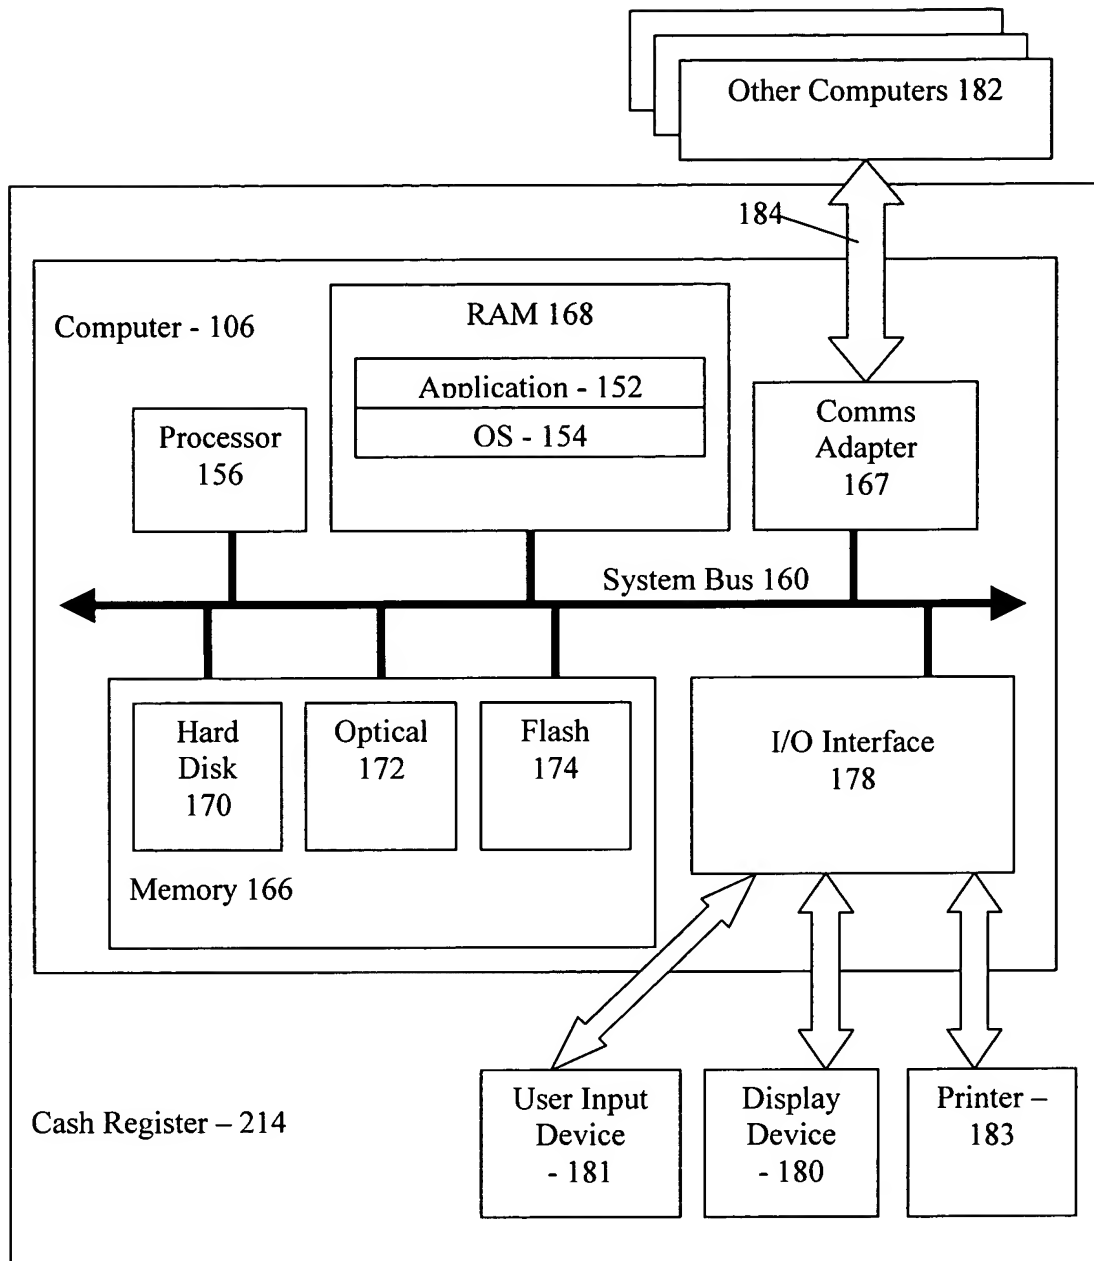 Other Computers 182
184
Computer - 106
RAM 168
Application - 152
OS - 154
Processor
156
Comms
Adapter
167
System Bus 160
Hard
Disk
170
Optical
172
Flash
174
Memory 166
I/O Interface
178
Cash Register – 214
User Input
Device
- 181
Display
Device
- 180
Printer –
183